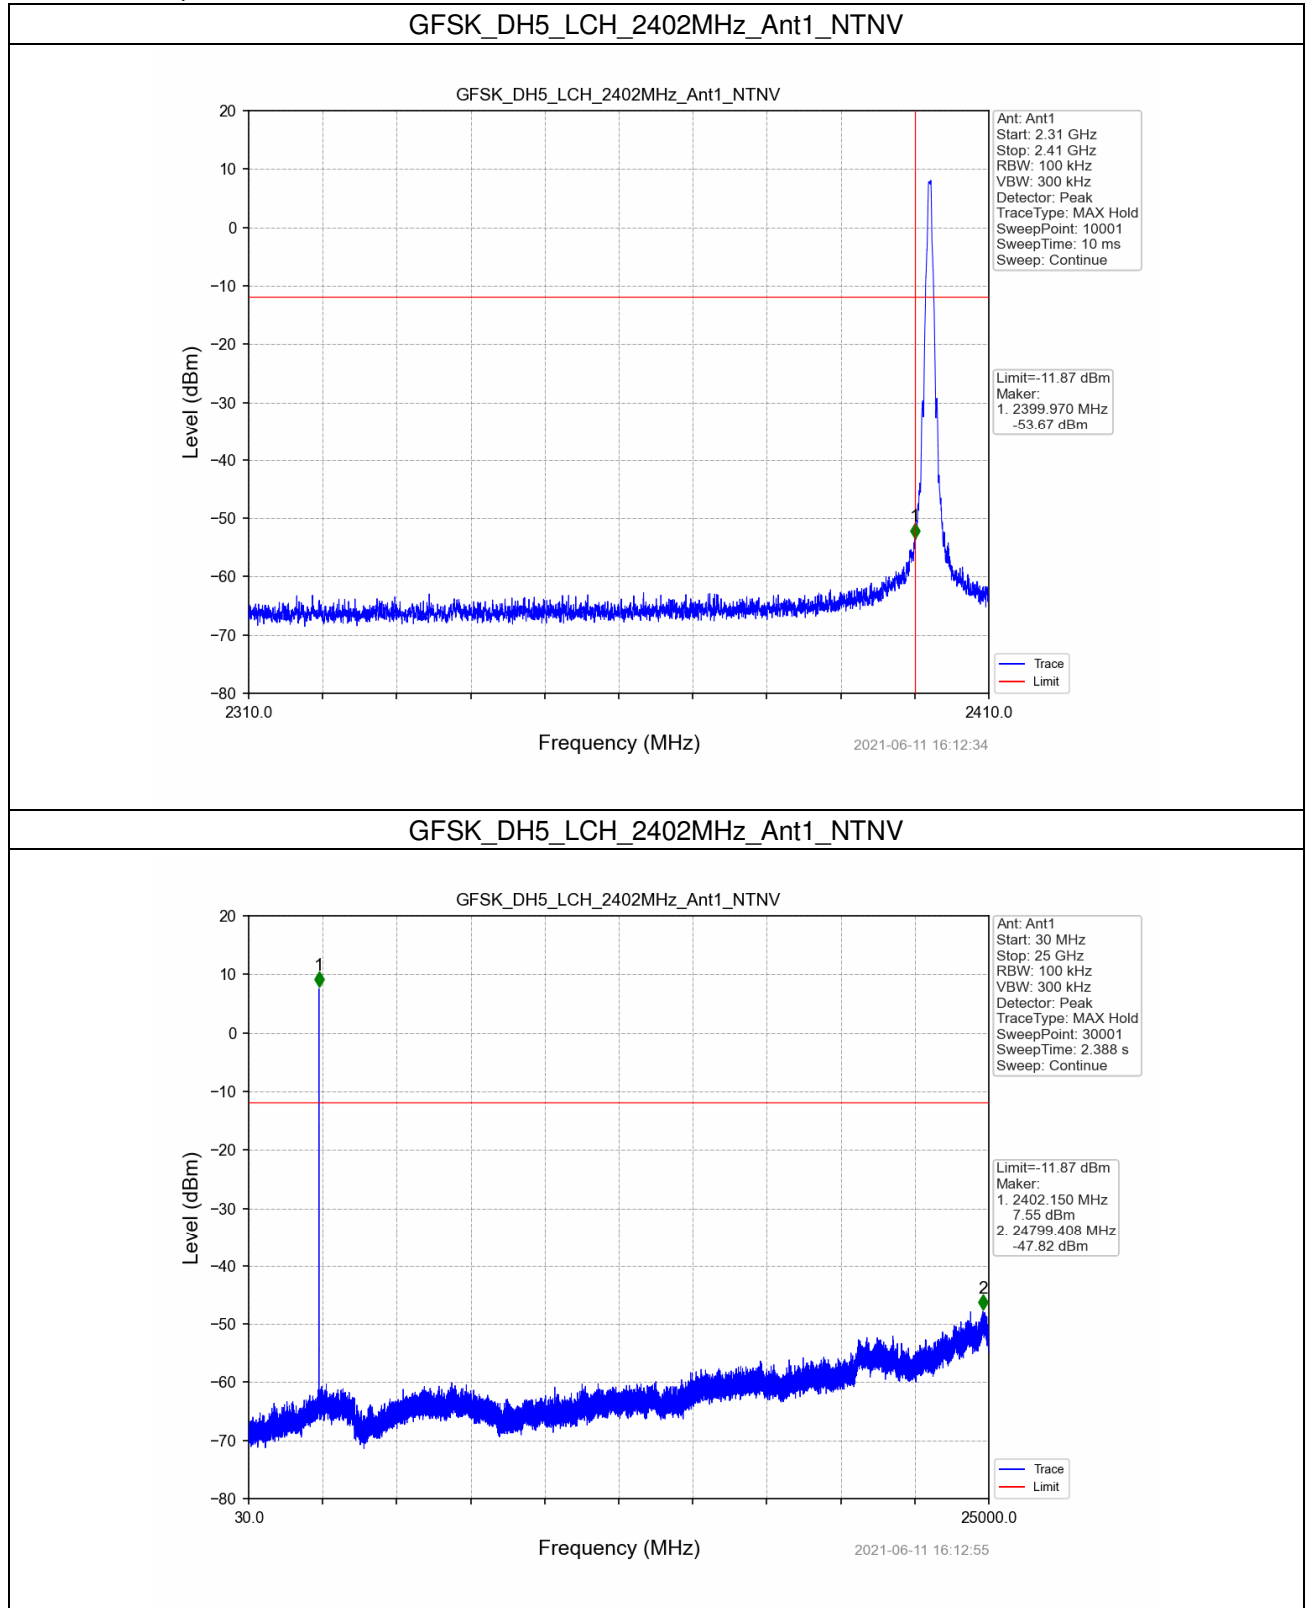 GFSK_DH5_LCH_2402MHz_Ant1_NTNV
GFSK_DH5_LCH_2402MHz_Ant1_NTNV
20
10
0
−10
−20
−30
−40
−50
−60
−70
−80
Level (dBm)
1
2310.0
2410.0
Frequency (MHz)
2021-06-11 16:12:34
Ant: Ant1
Start: 2.31 GHz
Stop: 2.41 GHz
RBW: 100 kHz
VBW: 300 kHz
Detector: Peak
TraceType: MAX Hold
SweepPoint: 10001
SweepTime: 10 ms
Sweep: Continue
Limit=-11.87 dBm
Maker:
1. 2399.970 MHz
-53.67 dBm
Trace
Limit
GFSK_DH5_LCH_2402MHz_Ant1_NTNV
GFSK_DH5_LCH_2402MHz_Ant1_NTNV
20
10
0
−10
−20
−30
−40
−50
−60
−70
−80
Level (dBm)
1
2
30.0
25000.0
Frequency (MHz)
2021-06-11 16:12:55
Ant: Ant1
Start: 30 MHz
Stop: 25 GHz
RBW: 100 kHz
VBW: 300 kHz
Detector: Peak
TraceType: MAX Hold
SweepPoint: 30001
SweepTime: 2.388 s
Sweep: Continue
Limit=-11.87 dBm
Maker:
1. 2402.150 MHz
7.55 dBm
2. 24799.408 MHz
-47.82 dBm
Trace
Limit